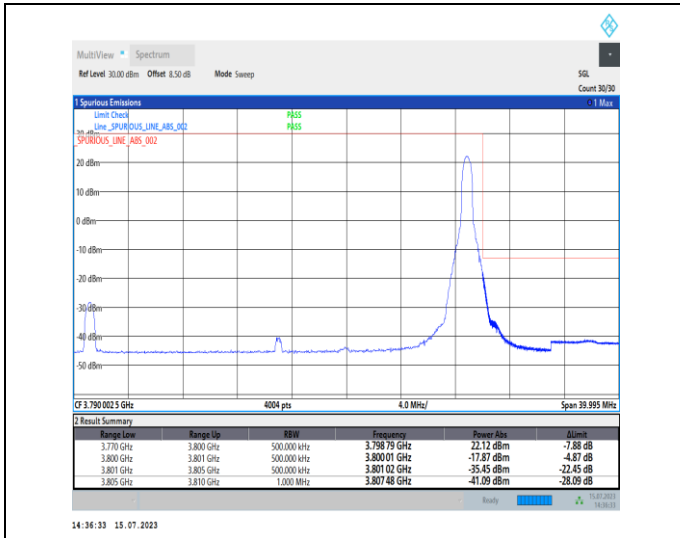 MultiView Spectrum
Ref Level 30.00 dBm Offset 8.50 dB Mode Sweep SGL
Count 30/30
1 Spurious Emissions 1 Max
Limit Check PASS
Line _SPURIOUS_LINE_ABS_002 PASS
_SPURIOUS_LINE_ABS_002
20 dBm
10 dBm
0 dBm
-10 dBm
-20 dBm
-30 dBm
-40 dBm
-50 dBm
CF 3.790 002 5 GHz 4004 pts 4.0 MHz/ Span 39.995 MHz
2 Result Summary
Range Low Range Up RBW Frequency Power Abs ΔLimit
3.770 GHz 3.800 GHz 500.000 kHz 3.798 79 GHz 22.12 dBm -7.88 dB
3.800 GHz 3.801 GHz 500.000 kHz 3.800 01 GHz -17.87 dBm -4.87 dB
3.801 GHz 3.805 GHz 500.000 kHz 3.801 02 GHz -35.45 dBm -22.45 dB
3.805 GHz 3.810 GHz 1.000 MHz 3.807 48 GHz -41.09 dBm -28.09 dB
Ready 15.07.2023
14:36:33
14:36:33 15.07.2023